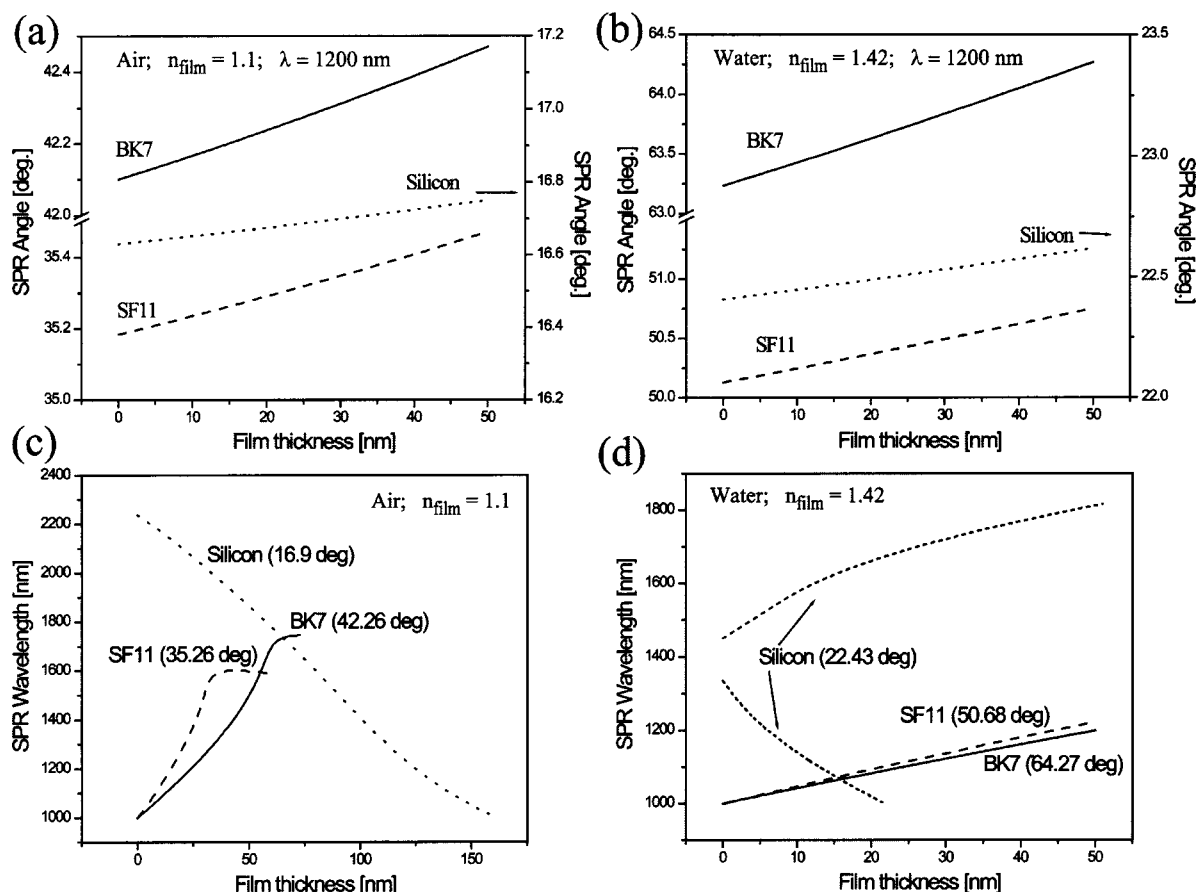 (a)
Air; n_film = 1.1; λ = 1200 nm
SPR Angle [deg.]
42.4
42.2
42.0
35.4
35.2
35.0
BK7
Silicon
SF11
17.2
17.0
16.8
16.6
16.4
16.2
SPR Angle [deg.]
0 10 20 30 40 50
Film thickness [nm]
(b)
Water; n_film = 1.42; λ = 1200 nm
SPR Angle [deg.]
64.5
64.0
63.5
63.0
51.0
50.5
50.0
BK7
Silicon
SF11
23.5
23.0
22.5
22.0
SPR Angle [deg.]
0 10 20 30 40 50
Film thickness [nm]
(c)
Air; n_film = 1.1
SPR Wavelength [nm]
2400
2200
2000
1800
1600
1400
1200
1000
Silicon (16.9 deg)
BK7 (42.26 deg)
SF11 (35.26 deg)
0 50 100 150
Film thickness [nm]
(d)
Water; n_film = 1.42
SPR Wavelength [nm]
1800
1600
1400
1200
1000
Silicon (22.43 deg)
SF11 (50.68 deg)
BK7 (64.27 deg)
0 10 20 30 40 50
Film thickness [nm]